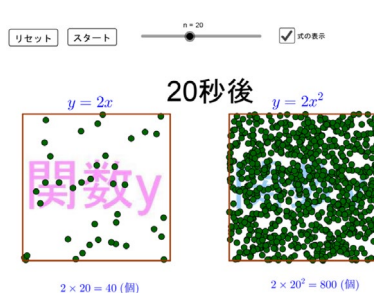 n = 20
リセット
スタート
式の表示
20秒後
y = 2x
y = 2x²
関数y
2 × 20 = 40 (個)
2 × 20² = 800 (個)